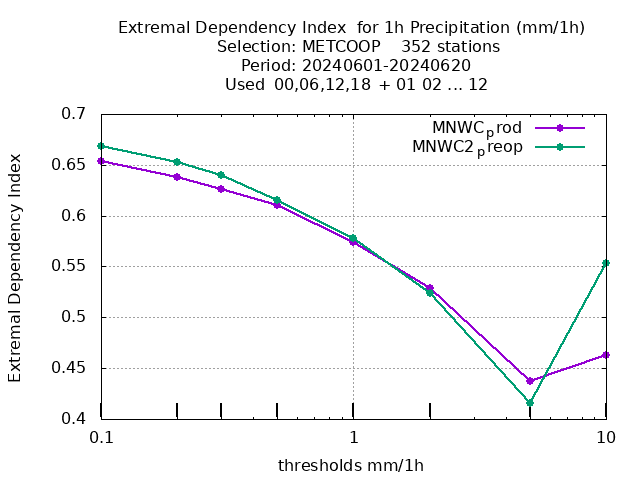 Extremal Dependency Index  for 1h Precipitation (mm/1h)
Selection: METCOOP    352 stations
Period: 20240601-20240620
Used  00,06,12,18 + 01 02 ... 12
MNWCprod
MNWC2preop
0.7
0.65
0.6
0.55
0.5
0.45
0.4
Extremal Dependency Index
0.1
1
10
thresholds mm/1h